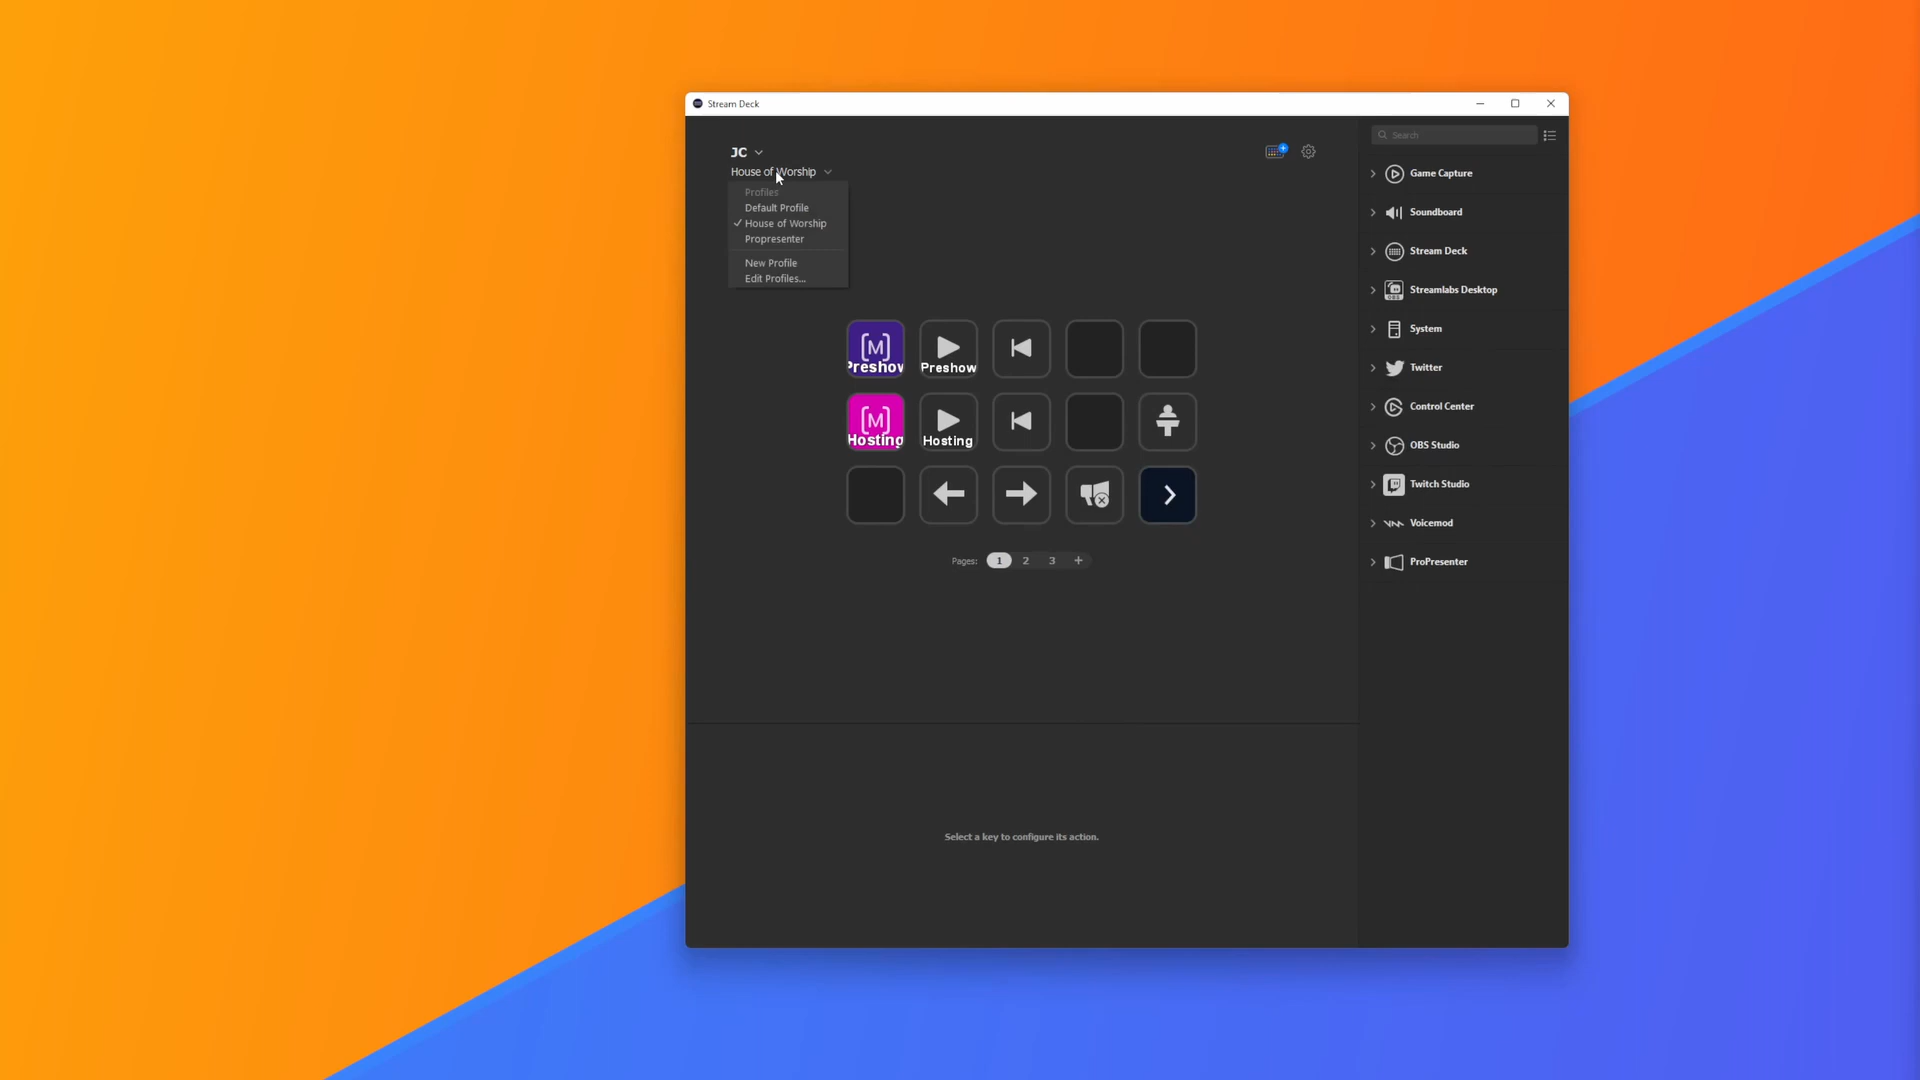 Stream Deck
JC
House of Worship
Profiles
Default Profile
House of Worship
Propresenter
New Profile
Edit Profiles...
[M]
Preshow
Preshow
[M]
Hosting
Hosting
Pages: 1 2 3 +
Select a key to configure its action.
Search
Game Capture
Soundboard
Stream Deck
Streamlabs Desktop
System
Twitter
Control Center
OBS Studio
Twitch Studio
Voicemod
ProPresenter